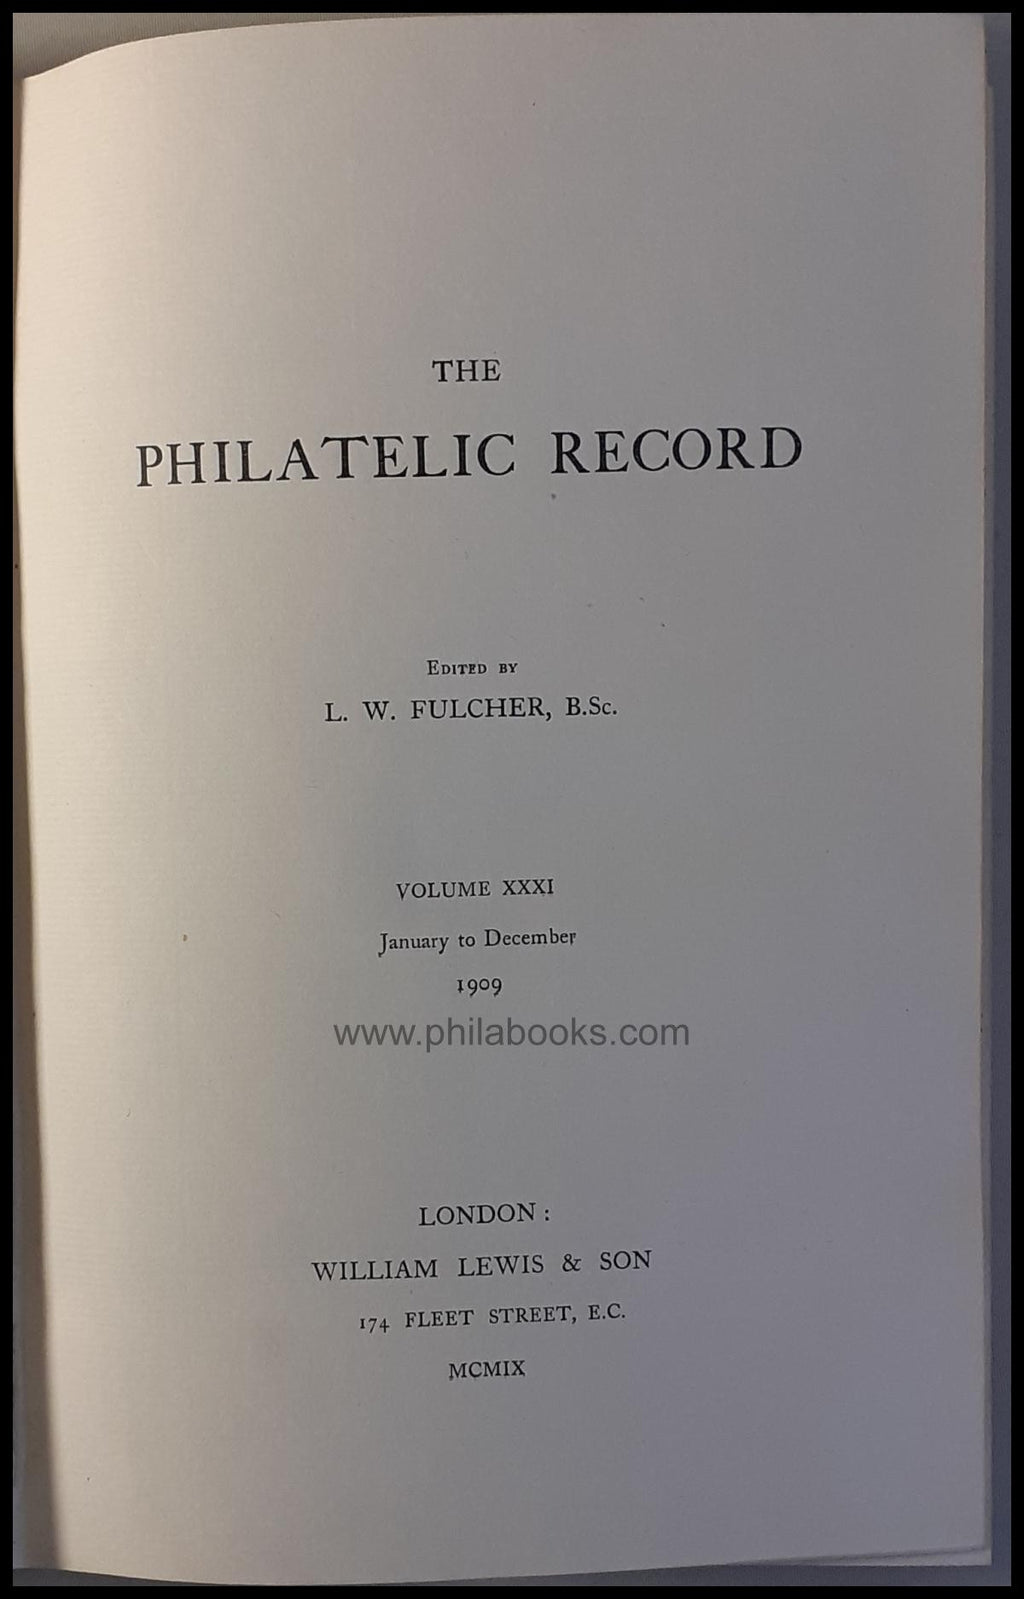 THE
PHILATELIC RECORD
EDITED BY
L. W. FULCHER, B.Sc.
VOLUME XXXI
January to December
1909
www.philabooks.com
LONDON:
WILLIAM LEWIS & SON
174 FLEET STREET, E.C.
MCMIX